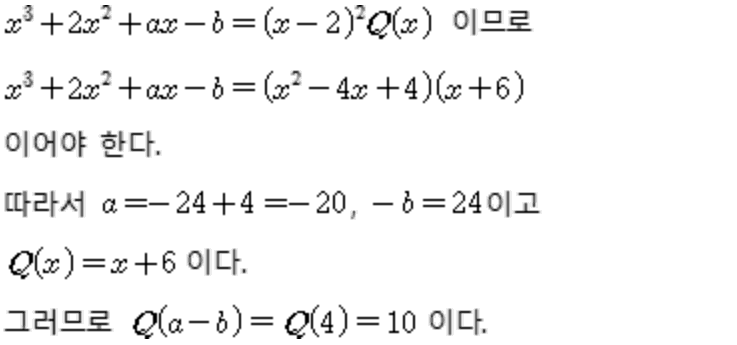 x³+2x²+ax-b=(x-2)²Q(x) 이므로
x³+2x²+ax-b=(x²-4x+4)(x+6)
이어야 한다.
따라서 a=-24+4=-20, -b=24이고
Q(x)=x+6 이다.
그러므로 Q(a-b)=Q(4)=10 이다.